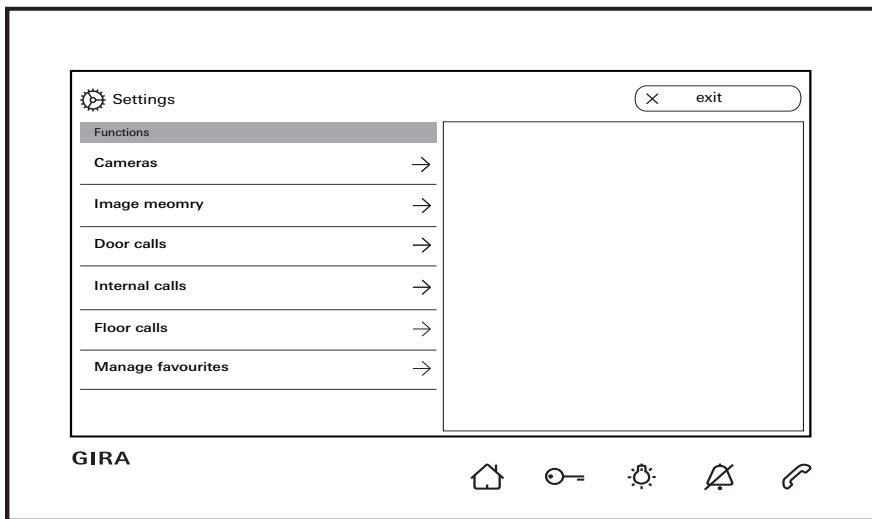 Settings
exit
Functions
Cameras
Image meomry
Door calls
Internal calls
Floor calls
Manage favourites
GIRA